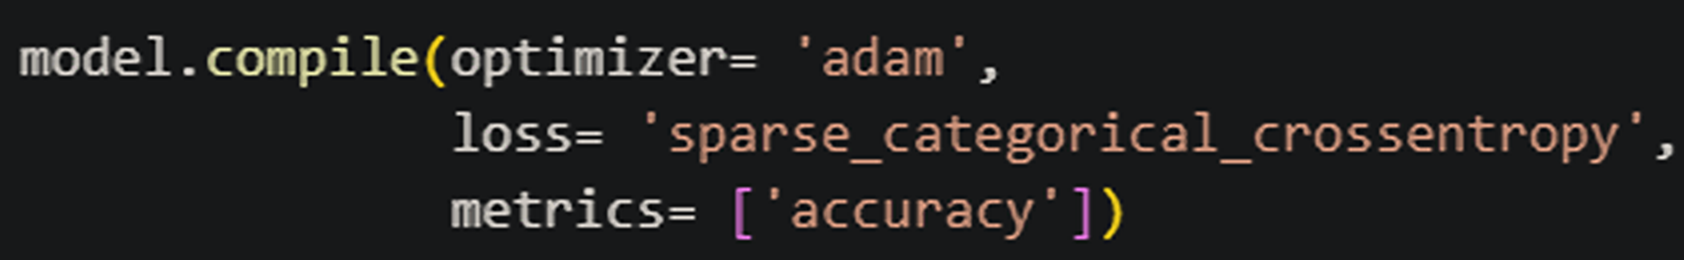 model.compile(optimizer= 'adam',
loss= 'sparse_categorical_crossentropy',
metrics= ['accuracy'])